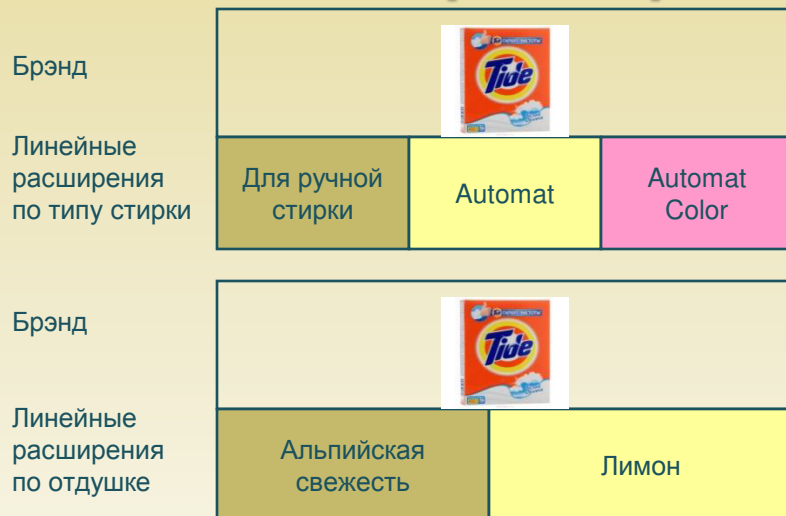 Брэнд
Tide
Линейные
расширения
по типу стирки
Для ручной
стирки
Automat
Automat
Color
Брэнд
Tide
Линейные
расширения
по отдушке
Альпийская
свежесть
Лимон